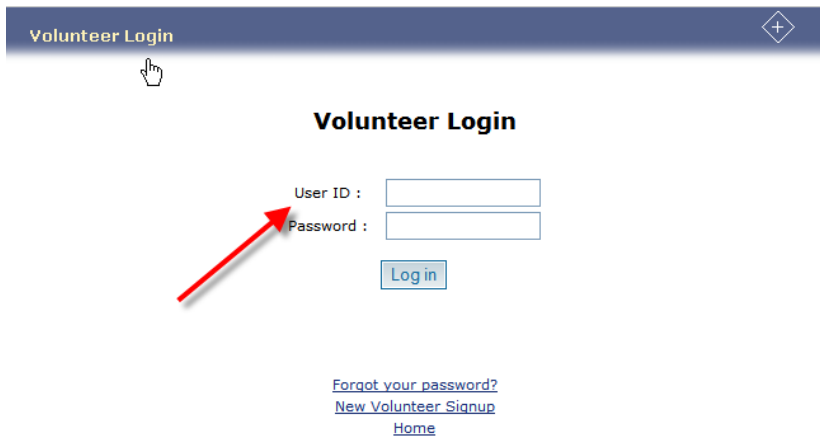 Volunteer Login
Volunteer Login
User ID :
Password :
Log in
Forgot your password?
New Volunteer Signup
Home